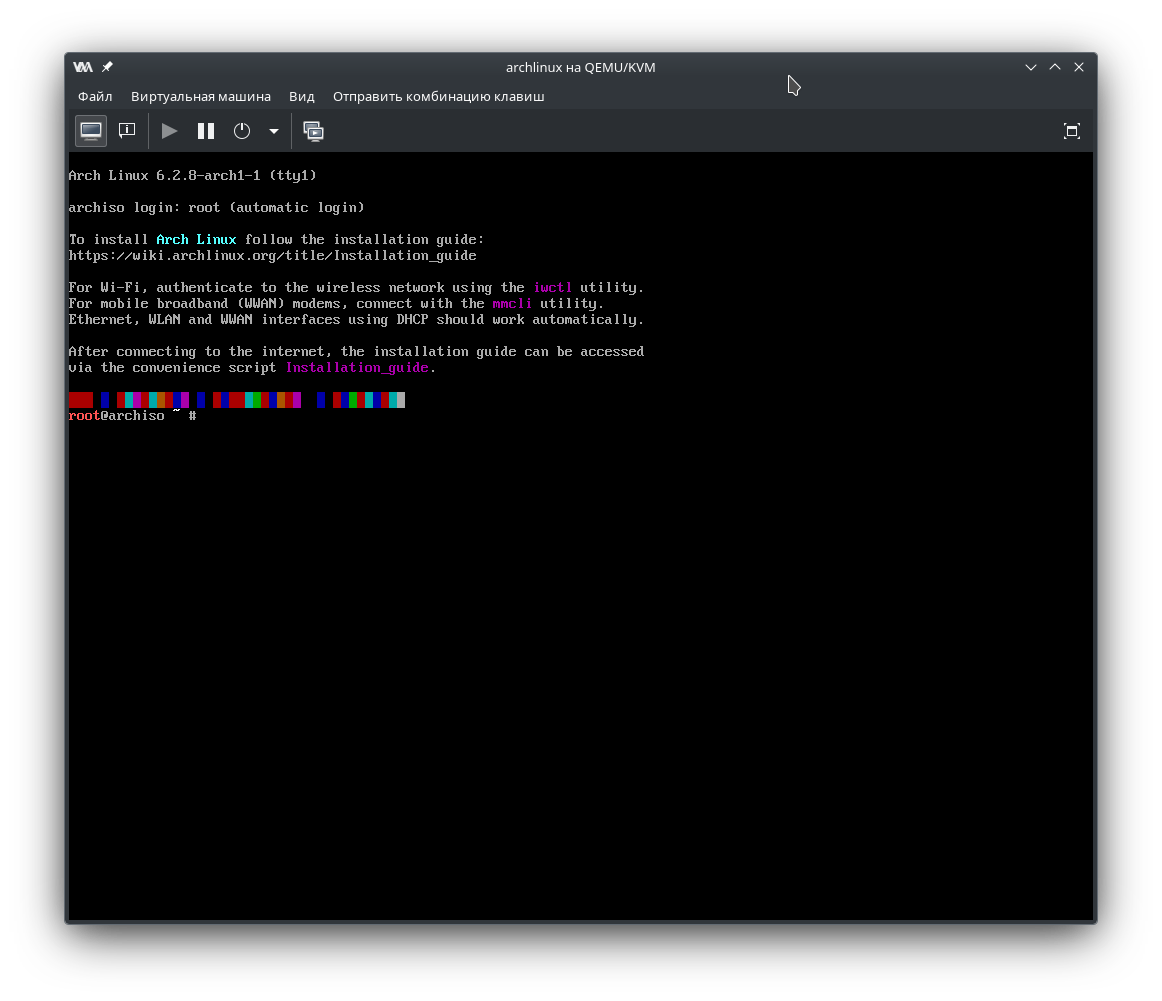 archlinux на QEMU/KVM
Файл Виртуальная машина Вид Отправить комбинацию клавиш
Arch Linux 6.2.8-arch1-1 (tty1)
archiso login: root (automatic login)
To install Arch Linux follow the installation guide:
https://wiki.archlinux.org/title/Installation_guide
For Wi-Fi, authenticate to the wireless network using the iwctl utility.
For mobile broadband (WWAN) modems, connect with the mmcli utility.
Ethernet, WLAN and WWAN interfaces using DHCP should work automatically.
After connecting to the internet, the installation guide can be accessed
via the convenience script Installation_guide.
root@archiso ~ #